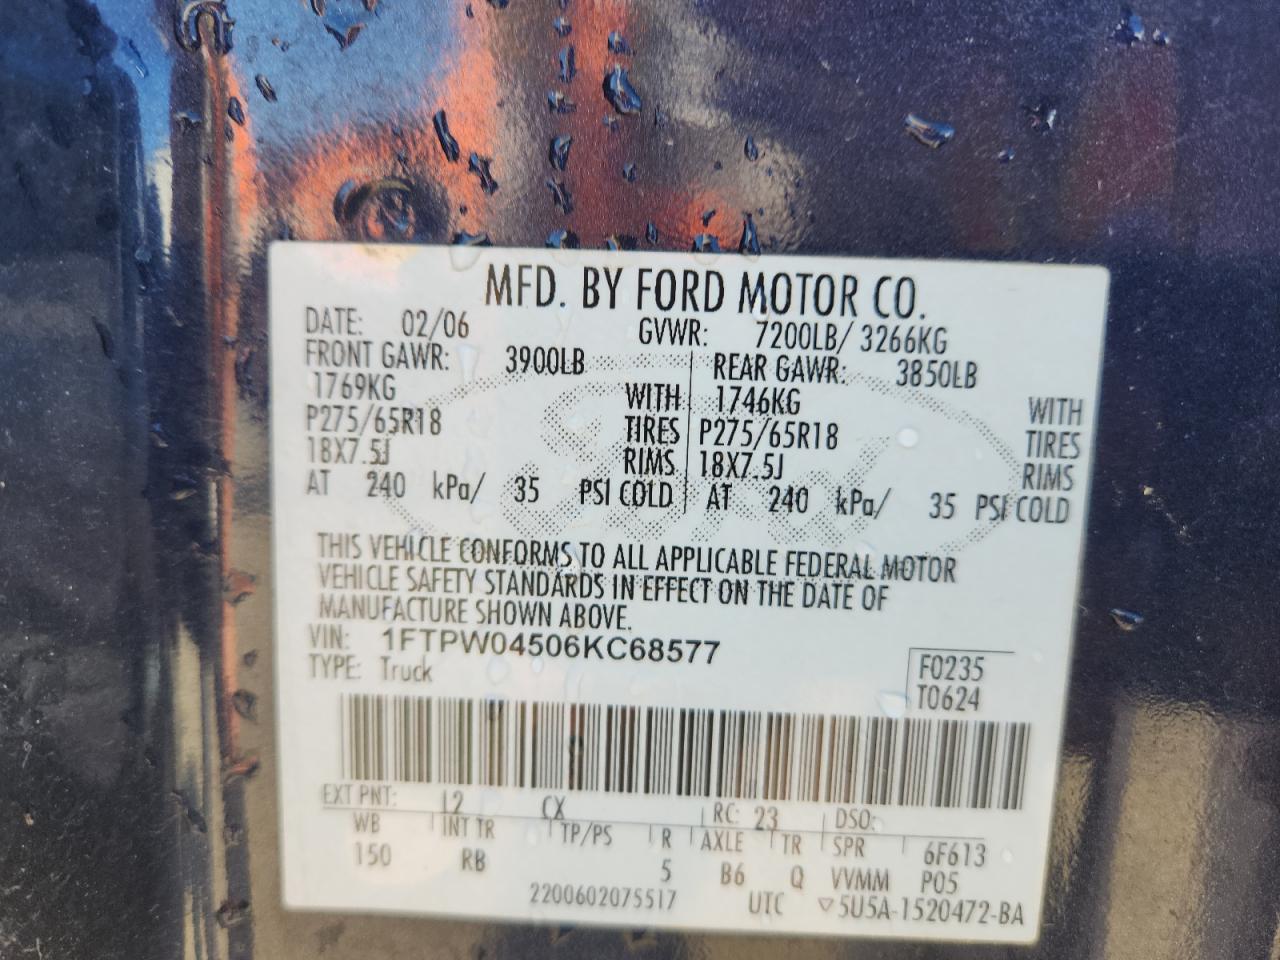 MFD. BY FORD MOTOR CO.
DATE: 02/06 GVWR: 7200LB/ 3266KG
FRONT GAWR: 3900LB REAR GAWR: 3850LB
1769KG WITH 1746KG WITH
P275/65R18 TIRES P275/65R18 TIRES
18X7.5J RIMS 18X7.5J RIMS
AT 240 kPa/ 35 PSI COLD AT 240 kPa/ 35 PSI COLD
THIS VEHICLE CONFORMS TO ALL APPLICABLE FEDERAL MOTOR
VEHICLE SAFETY STANDARDS IN EFFECT ON THE DATE OF
MANUFACTURE SHOWN ABOVE.
VIN: 1FTPW04506KC68577
TYPE: Truck
F0235
T0624
EXT PNT: 12 CX RC: 23 DSO:
WB INT TR TP/PS R AXLE TR SPR 6F613
150 RB 5 B6 Q VVMM P05
2200602075517 UTC ▽5U5A-1520472-BA